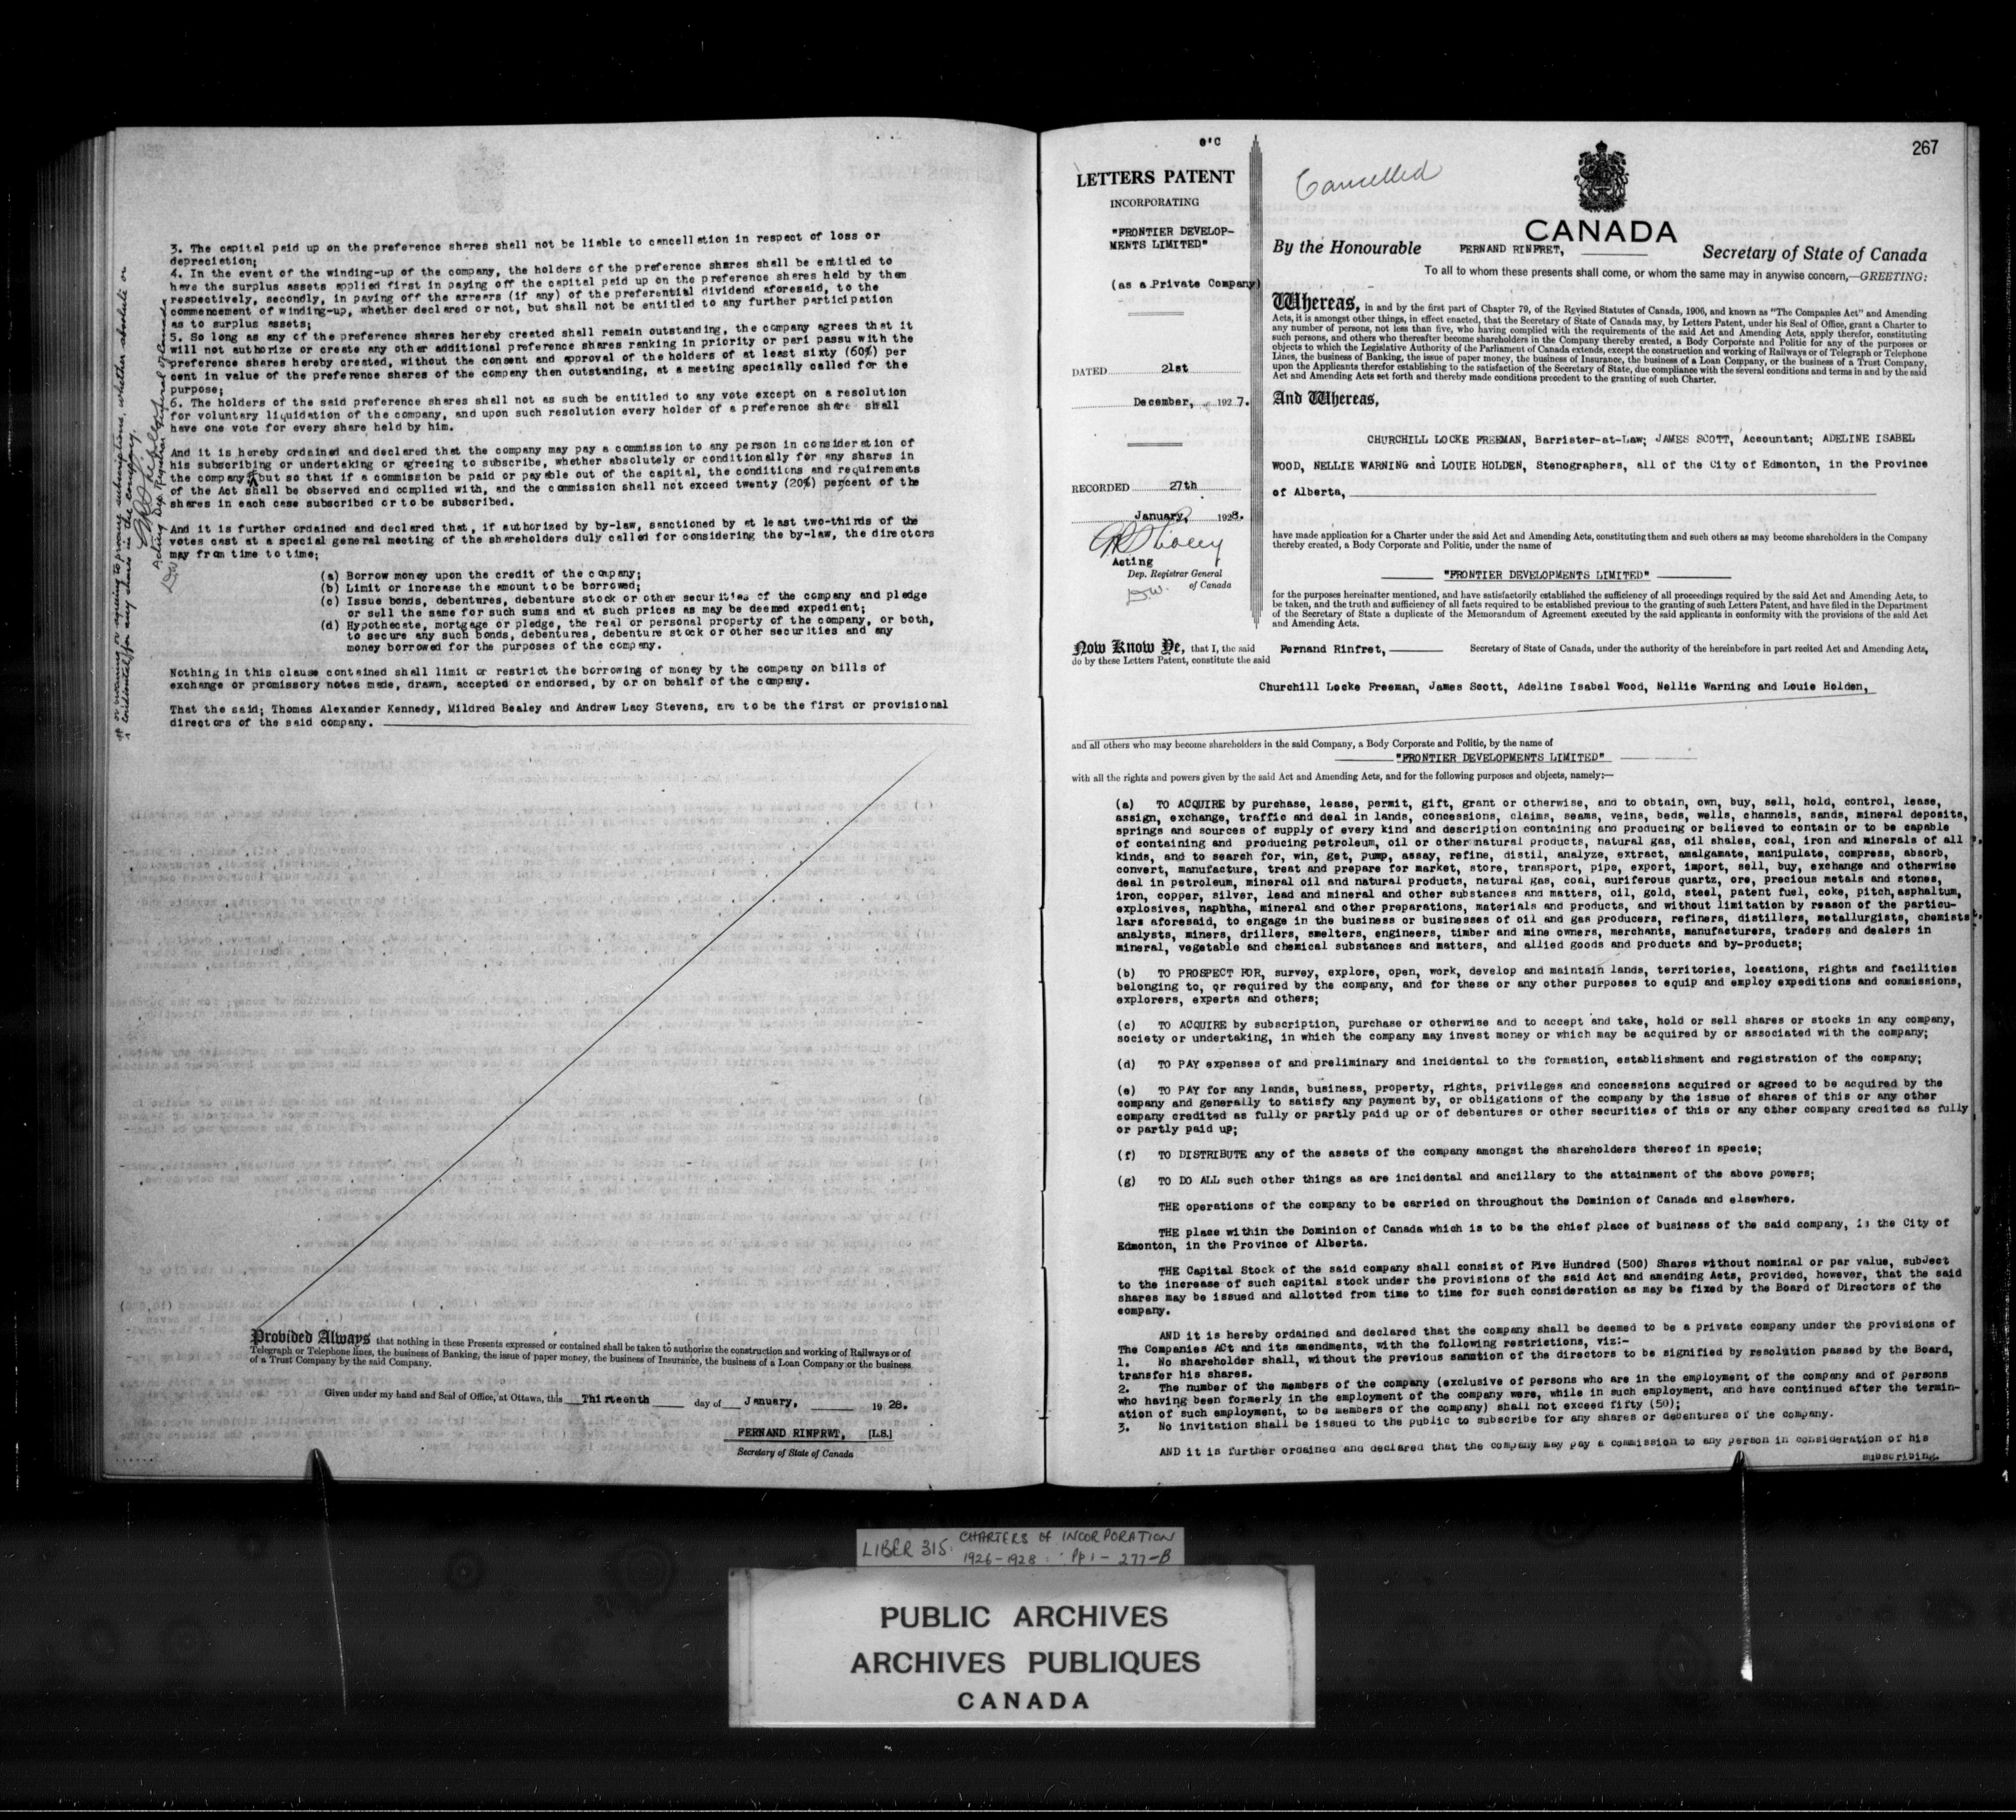 3. The capital paid up on the preference shares shall not be liable to cancellation in respect of loss or
depreciation;
4. In the event of the winding-up of the company, the holders of the preference shares shall be entitled to
have the surplus assets applied first in paying off the capital paid up on the preference shares held by them
respectively, secondly, in paying off the arrears (if any) of the preferential dividend aforesaid, to the
commencement of winding-up, whether declared or not, but shall not be entitled to any further participation
as to surplus assets;
5. So long as any of the preference shares hereby created shall remain outstanding, the company agrees that it
will not authorize or create any other additional preference shares ranking in priority or pari passu with the
preference shares hereby created, without the consent and approval of the holders of at least sixty (60%) per
cent in value of the preference shares of the company then outstanding, at a meeting specially called for the
purpose;
6. The holders of the said preference shares shall not as such be entitled to any vote except on a resolution
for voluntary liquidation of the company, and upon such resolution every holder of a preference share shall
have one vote for every share held by him.
And it is hereby ordained and declared that the company may pay a commission to any person in consideration of
his subscribing or undertaking or agreeing to subscribe, whether absolutely or conditionally for any shares in
the company, but so that if a commission be paid or payable out of the capital, the conditions and requirements
of the Act shall be observed and complied with, and the commission shall not exceed twenty (20%) percent of the
shares in each case subscribed or to be subscribed.
And it is further ordained and declared that, if authorized by by-law, sanctioned by at least two-thirds of the
votes cast at a special general meeting of the shareholders duly called for considering the by-law, the directors
may from time to time;
(a) Borrow money upon the credit of the company;
(b) Limit or increase the amount to be borrowed;
(c) Issue bonds, debentures, debenture stock or other securities of the company and pledge
or sell the same for such sums and at such prices as may be deemed expedient;
(d) Hypothecate, mortgage or pledge, the real or personal property of the company, or both,
to secure any such bonds, debentures, debenture stock or other securities and any
money borrowed for the purposes of the company.
Nothing in this clause contained shall limit or restrict the borrowing of money by the company on bills of
exchange or promissory notes made, drawn, accepted or endorsed, by or on behalf of the company.
That the said; Thomas Alexander Kennedy, Mildred Bealey and Andrew Lacy Stevens, are to be the first or provisional
directors of the said company.
or procuring or agreeing to procure subscriptions, whether absolute or
conditional for any shares in the company.
Acting Dep. Registrar General of Canada
Provided Always that nothing in these Presents expressed or contained shall be taken to authorize the construction and working of Railways or of
Telegraph or Telephone lines, the business of Banking, the issue of paper money, the business of Insurance, the business of a Loan Company or the business
of a Trust Company by the said Company.
Given under my hand and Seal of Office, at Ottawa, this Thirteenth day of January, 1928.
FERNAND RINFRWT, [L.S.]
Secretary of State of Canada
267
e'c
LETTERS PATENT
INCORPORATING
"FRONTIER DEVELOP-
MENTS LIMITED"
(as a Private Company)
DATED 21st
December, 1927.
RECORDED 27th
January, 1928.
Acting
Dep. Registrar General
of Canada
Cancelled
CANADA
By the Honourable FERNAND RINFRET, Secretary of State of Canada
To all to whom these presents shall come, or whom the same may in anywise concern,—GREETING:
Whereas, in and by the first part of Chapter 79, of the Revised Statutes of Canada, 1906, and known as "The Companies Act" and Amending
Acts, it is amongst other things, in effect enacted, that the Secretary of State of Canada may, by Letters Patent, under his Seal of Office, grant a Charter to
any number of persons, not less than five, who having complied with the requirements of the said Act and Amending Acts, apply therefor, constituting
such persons, and others who thereafter become shareholders in the Company thereby created, a Body Corporate and Politic for any of the purposes or
objects to which the Legislative Authority of the Parliament of Canada extends, except the construction and working of Railways or of Telegraph or Telephone
Lines, the business of Banking, the issue of paper money, the business of Insurance, the business of a Loan Company, or the business of a Trust Company,
upon the Applicants therefor establishing to the satisfaction of the Secretary of State, due compliance with the several conditions and terms in and by the said
Act and Amending Acts set forth and thereby made conditions precedent to the granting of such Charter.
And Whereas,
CHURCHILL LOCKE FREEMAN, Barrister-at-Law; JAMES SCOTT, Accountant; ADELINE ISABEL
WOOD, NELLIE WARNING and LOUIE HOLDEN, Stenographers, all of the City of Edmonton, in the Province
of Alberta,
have made application for a Charter under the said Act and Amending Acts, constituting them and such others as may become shareholders in the Company
thereby created, a Body Corporate and Politic, under the name of
"FRONTIER DEVELOPMENTS LIMITED"
for the purposes hereinafter mentioned, and have satisfactorily established the sufficiency of all proceedings required by the said Act and Amending Acts, to
be taken, and the truth and sufficiency of all facts required to be established previous to the granting of such Letters Patent, and have filed in the Department
of the Secretary of State a duplicate of the Memorandum of Agreement executed by the said applicants in conformity with the provisions of the said Act
and Amending Acts.
Now Know Ye, that I, the said Fernand Rinfret, Secretary of State of Canada, under the authority of the hereinbefore in part recited Act and Amending Acts,
do by these Letters Patent, constitute the said
Churchill Locke Freeman, James Scott, Adeline Isabel Wood, Nellie Warning and Louie Holden,
and all others who may become shareholders in the said Company, a Body Corporate and Politic, by the name of
"FRONTIER DEVELOPMENTS LIMITED"
with all the rights and powers given by the said Act and Amending Acts, and for the following purposes and objects, namely:—
(a) TO ACQUIRE by purchase, lease, permit, gift, grant or otherwise, and to obtain, own, buy, sell, hold, control, lease,
assign, exchange, traffic and deal in lands, concessions, claims, seams, veins, beds, wells, channels, sands, mineral deposits,
springs and sources of supply of every kind and description containing and producing or believed to contain or to be capable
of containing and producing petroleum, oil or other natural products, natural gas, oil shales, coal, iron and minerals of all
kinds, and to search for, win, get, pump, assay, refine, distil, analyze, extract, amalgamate, manipulate, compress, absorb,
convert, manufacture, treat and prepare for market, store, transport, pipe, export, import, sell, buy, exchange and otherwise
deal in petroleum, mineral oil and natural products, natural gas, coal, auriferous quartz, ore, precious metals and stones,
iron, copper, silver, lead and mineral and other substances and matters, oil, gold, steel, patent fuel, coke, pitch, asphaltum,
explosives, naphtha, mineral and other preparations, materials and products, and without limitation by reason of the particu-
lars aforesaid, to engage in the business or businesses of oil and gas producers, refiners, distillers, metallurgists, chemists
analysts, miners, drillers, smelters, engineers, timber and mine owners, merchants, manufacturers, traders and dealers in
mineral, vegetable and chemical substances and matters, and allied goods and products and by-products;
(b) TO PROSPECT FOR, survey, explore, open, work, develop and maintain lands, territories, locations, rights and facilities
belonging to, or required by the company, and for these or any other purposes to equip and employ expeditions and commissions,
explorers, experts and others;
(c) TO ACQUIRE by subscription, purchase or otherwise and to accept and take, hold or sell shares or stocks in any company,
society or undertaking, in which the company may invest money or which may be acquired by or associated with the company;
(d) TO PAY expenses of and preliminary and incidental to the formation, establishment and registration of the company;
(e) TO PAY for any lands, business, property, rights, privileges and concessions acquired or agreed to be acquired by the
company and generally to satisfy any payment by, or obligations of the company by the issue of shares of this or any other
company credited as fully or partly paid up or of debentures or other securities of this or any other company credited as fully
or partly paid up;
(f) TO DISTRIBUTE any of the assets of the company amongst the shareholders thereof in specie;
(g) TO DO ALL such other things as are incidental and ancillary to the attainment of the above powers;
THE operations of the company to be carried on throughout the Dominion of Canada and elsewhere.
THE place within the Dominion of Canada which is to be the chief place of business of the said company, is the City of
Edmonton, in the Province of Alberta.
THE Capital Stock of the said company shall consist of Five Hundred (500) Shares without nominal or par value, subject
to the increase of such capital stock under the provisions of the said Act and amending Acts, provided, however, that the said
shares may be issued and allotted from time to time for such consideration as may be fixed by the Board of Directors of the
company.
AND it is hereby ordained and declared that the company shall be deemed to be a private company under the provisions of
The Companies ACt and its amendments, with the following restrictions, viz:-
1. No shareholder shall, without the previous sanction of the directors to be signified by resolution passed by the Board,
transfer his shares.
2. The number of the members of the company (exclusive of persons who are in the employment of the company and of persons
who having been formerly in the employment of the company were, while in such employment, and have continued after the termin-
ation of such employment, to be members of the company) shall not exceed fifty (50);
3. No invitation shall be issued to the public to subscribe for any shares or debentures of the company.
AND it is further ordained and declared that the company may pay a commission to any person in consideration of his
subscribing.
LIBER 315: CHARTERS of INCORPORATION
1926-1928: Pp 1 - 277-B
PUBLIC ARCHIVES
ARCHIVES PUBLIQUES
CANADA